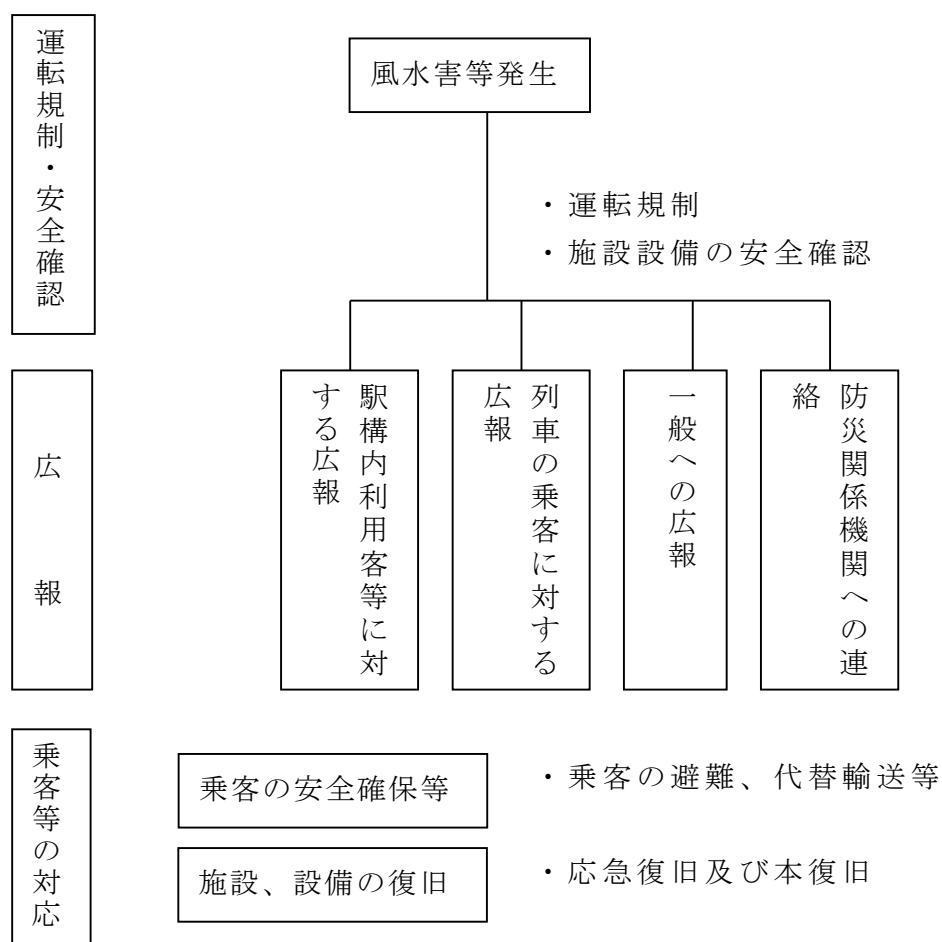 運転規制・安全確認
風水害等発生
・運転規制
・施設設備の安全確認
広報
駅構内利用客等に対
する広報
列車の乗客に対する
広報
一般への広報
防災関係機関への連
絡
乗客等の対応
乗客の安全確保等
・乗客の避難、代替輸送等
施設、設備の復旧
・応急復旧及び本復旧